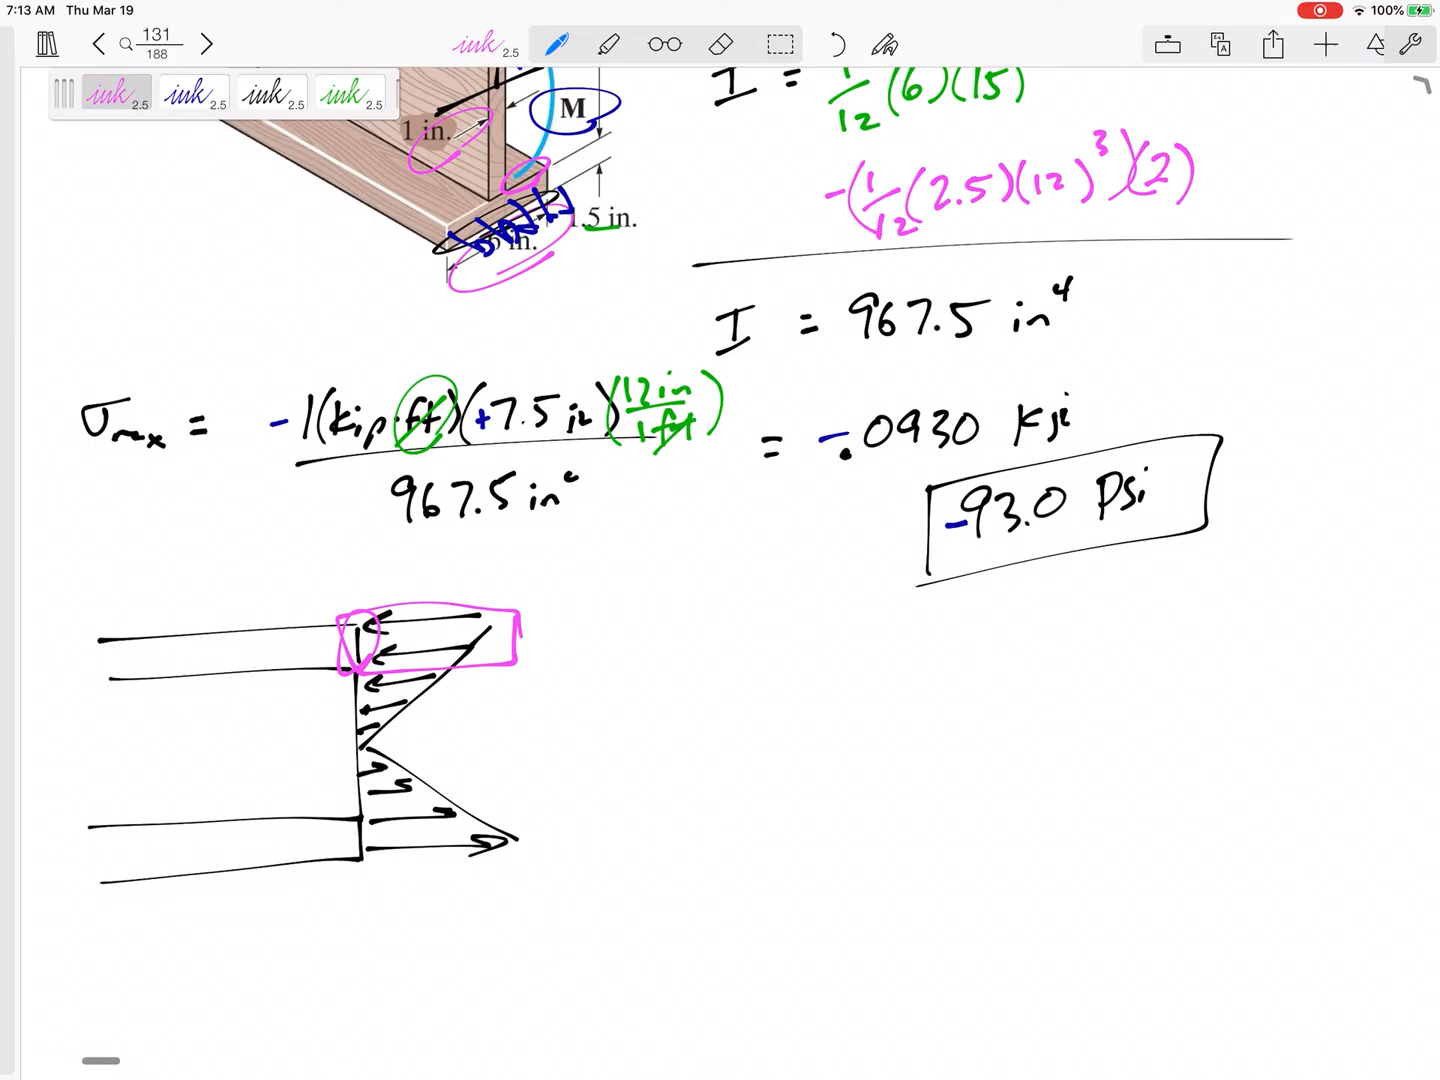 7:13 AM Thu Mar 19
100%
131
188
ink 2.5
ink 2.5
ink 2.5
ink 2.5
ink 2.5
1 in.
M
1.5 in.
6 in.
I = 1/12 (6)(15)
-(1/12 (2.5)(12)^3)(2)
I = 967.5 in^4
σmax = -1(kip·ft)(+7.5 in)(12in/1ft) / 967.5 in^4 = -.0930 ksi
-93.0 psi